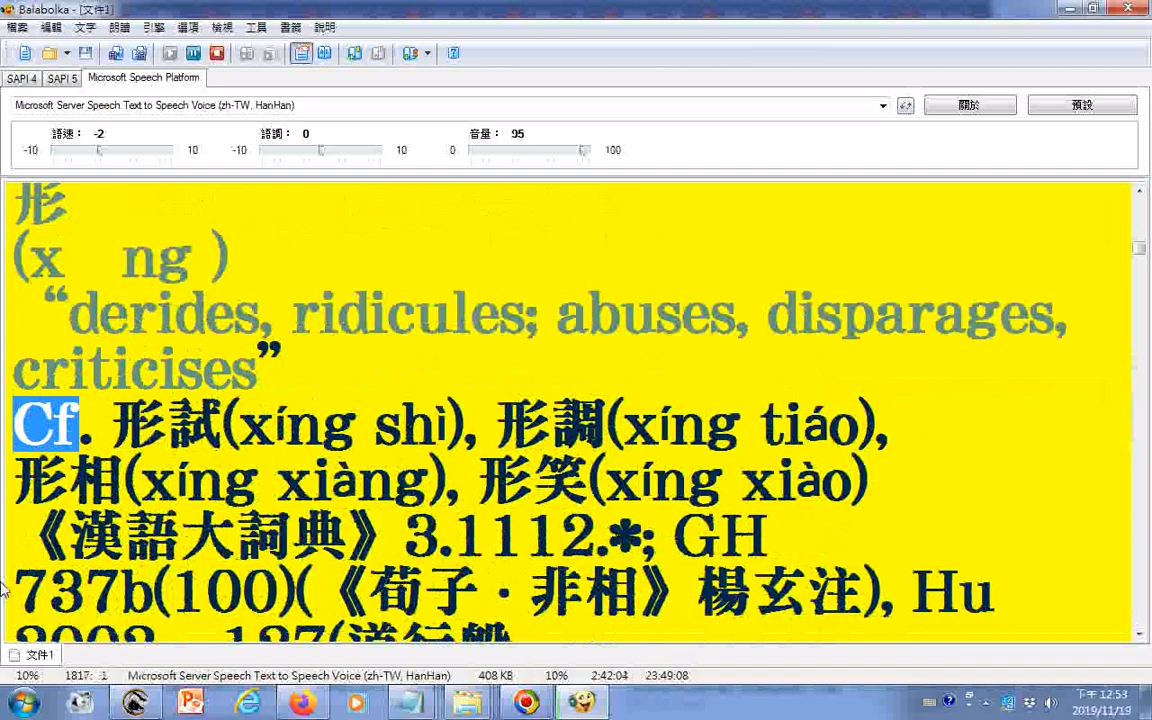 Balabolka - [文件1]
檔案 編輯 文字 朗讀 引擎 選項 檢視 工具 書籤 說明
SAPI 4 SAPI 5 Microsoft Speech Platform
Microsoft Server Speech Text to Speech Voice (zh-TW, HanHan)
關於 預設
語速： -2 語調： 0 音量： 95
-10 10 -10 10 0 100
形
(x ng )
“derides, ridicules; abuses, disparages,
criticises”
Cf. 形試(xíng shì), 形調(xíng tiáo),
形相(xíng xiàng), 形笑(xíng xiào)
《漢語大詞典》3.1112.✱; GH
737b(100)(《荀子·非相》楊玄注), Hu
文件1
10% 1817: 1 Microsoft Server Speech Text to Speech Voice (zh-TW, HanHan) 408 KB 10% 2:42:04 23:49:08
下午 12:53
2019/11/19